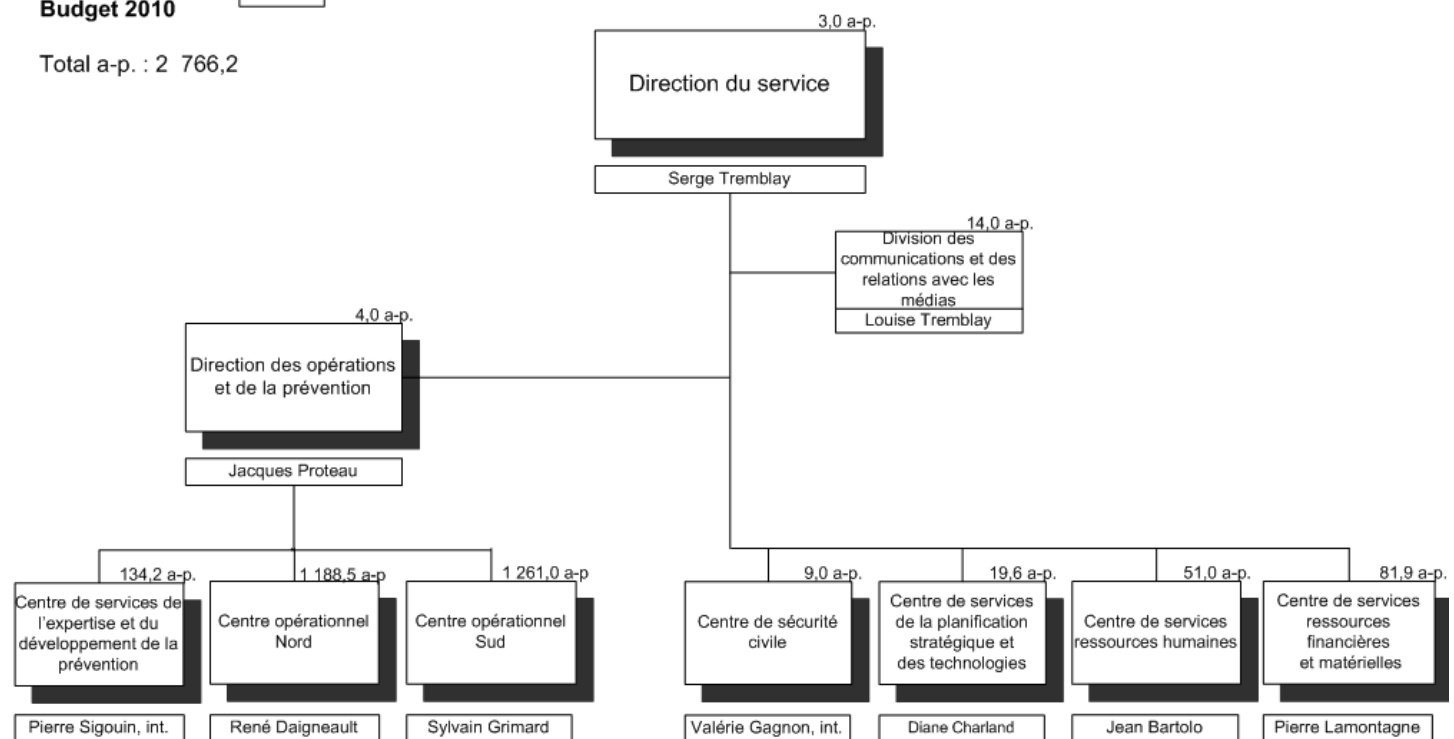 Budget 2010
Total a-p. : 2 766,2
3,0 a-p.
Direction du service
Serge Tremblay
14,0 a-p.
Division des
communications et des
relations avec les
médias
Louise Tremblay
4,0 a-p.
Direction des opérations
et de la prévention
Jacques Proteau
134,2 a-p.
Centre de services de
l'expertise et du
développement de la
prévention
Pierre Sigouin, int.
1 188,5 a-p
Centre opérationnel
Nord
René Daigneault
1 261,0 a-p
Centre opérationnel
Sud
Sylvain Grimard
9,0 a-p.
Centre de sécurité
civile
Valérie Gagnon, int.
19,6 a-p.
Centre de services
de la planification
stratégique et
des technologies
Diane Charland
51,0 a-p.
Centre de services
ressources humaines
Jean Bartolo
81,9 a-p.
Centre de services
ressources
financières
et matérielles
Pierre Lamontagne